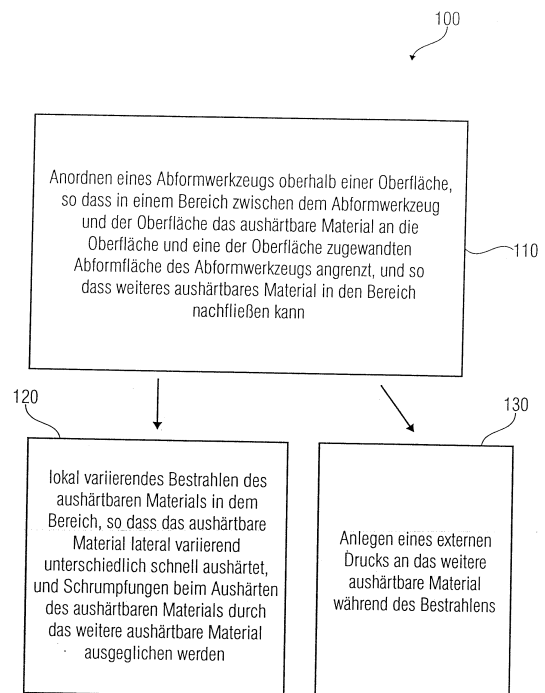 100
Anordnen eines Abformwerkzeugs oberhalb einer Oberfläche,
so dass in einem Bereich zwischen dem Abformwerkzeug
und der Oberfläche das aushärtbare Material an die
Oberfläche und eine der Oberfläche zugewandten
Abformfläche des Abformwerkzeugs angrenzt, und so
dass weiteres aushärtbares Material in den Bereich
nachfließen kann
110
120
lokal variierendes Bestrahlen des
aushärtbaren Materials in dem
Bereich, so dass das aushärtbare
Material lateral variierend
unterschiedlich schnell aushärtet,
und Schrumpfungen beim Aushärten
des aushärtbaren Materials durch
das weitere aushärtbare Material
ausgeglichen werden
130
Anlegen eines externen
Drucks an das weitere
aushärtbare Material
während des Bestrahlens